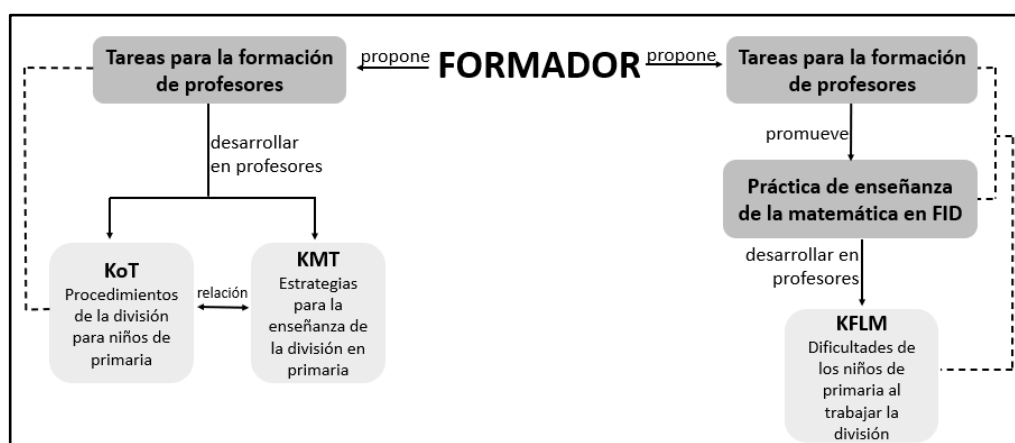 Tareas para la formación
de profesores
propone
FORMADOR
propone
Tareas para la formación
de profesores
desarrollar
en profesores
promueve
Práctica de enseñanza
de la matemática en FID
desarrollar en
profesores
KoT
Procedimientos
de la división
para niños de
primaria
relación
KMT
Estrategias
para la
enseñanza de
la división en
primaria
KFLM
Dificultades de
los niños de
primaria al
trabajar la
división